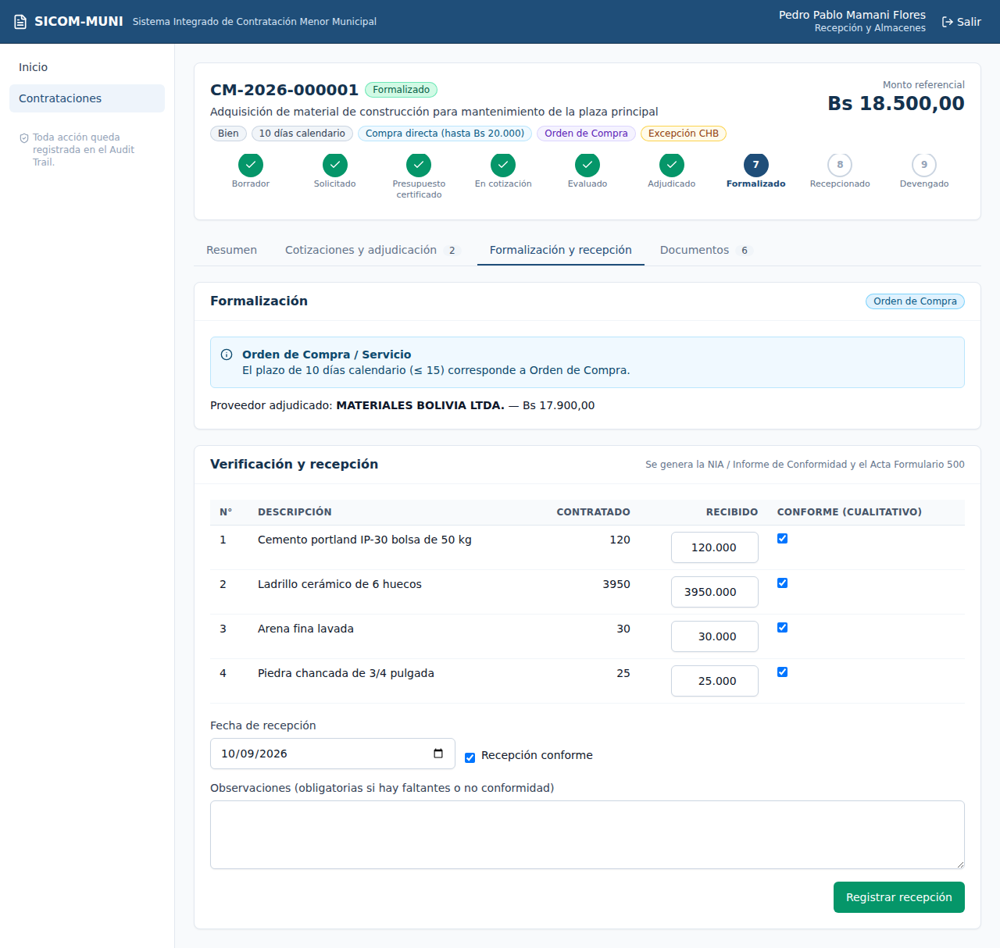 SICOM-MUNI Sistema Integrado de Contratación Menor Municipal
Pedro Pablo Mamani Flores
Recepción y Almacenes
Salir
Inicio
Contrataciones
Toda acción queda
registrada en el Audit
Trail.
CM-2026-000001 Formalizado
Adquisición de material de construcción para mantenimiento de la plaza principal
Bien 10 días calendario Compra directa (hasta Bs 20.000) Orden de Compra Excepción CHB
Monto referencial
Bs 18.500,00
7 8 9
Borrador Solicitado Presupuesto certificado En cotización Evaluado Adjudicado Formalizado Recepcionado Devengado
Resumen Cotizaciones y adjudicación 2 Formalización y recepción Documentos 6
Formalización Orden de Compra
Orden de Compra / Servicio
El plazo de 10 días calendario (≤ 15) corresponde a Orden de Compra.
Proveedor adjudicado: MATERIALES BOLIVIA LTDA. — Bs 17.900,00
Verificación y recepción Se genera la NIA / Informe de Conformidad y el Acta Formulario 500
N° DESCRIPCIÓN CONTRATADO RECIBIDO CONFORME (CUALITATIVO)
1 Cemento portland IP-30 bolsa de 50 kg 120 120.000
2 Ladrillo cerámico de 6 huecos 3950 3950.000
3 Arena fina lavada 30 30.000
4 Piedra chancada de 3/4 pulgada 25 25.000
Fecha de recepción
10/09/2026 Recepción conforme
Observaciones (obligatorias si hay faltantes o no conformidad)
Registrar recepción